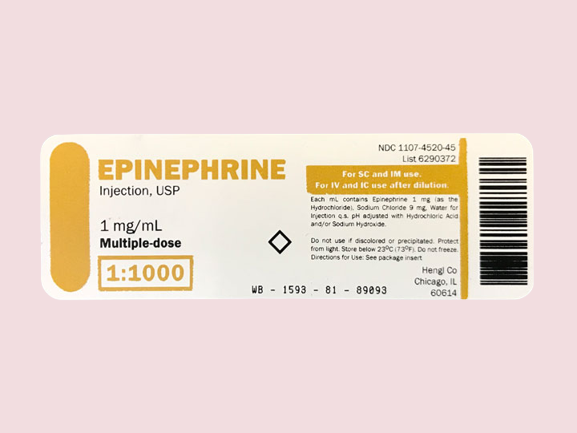 EPINEPHRINE
Injection, USP
1 mg/mL
Multiple-dose
1:1000
WB - 1593 - 81 - 89093
NDC 1107-4520-45
List 6290372
For SC and IM use.
For IV and IC use after dilution.
Each mL contains Epinephrine 1 mg (as the
Hydrochloride), Sodium Chloride 9 mg, Water for
Injection q.s. pH adjusted with Hydrochloric Acid
and/or Sodium Hydroxide.
Do not use if discolored or precipitated. Protect
from light. Store below 23ºC (73ºF). Do not freeze.
Directions for Use: See package insert
Hengl Co
Chicago, IL
60614